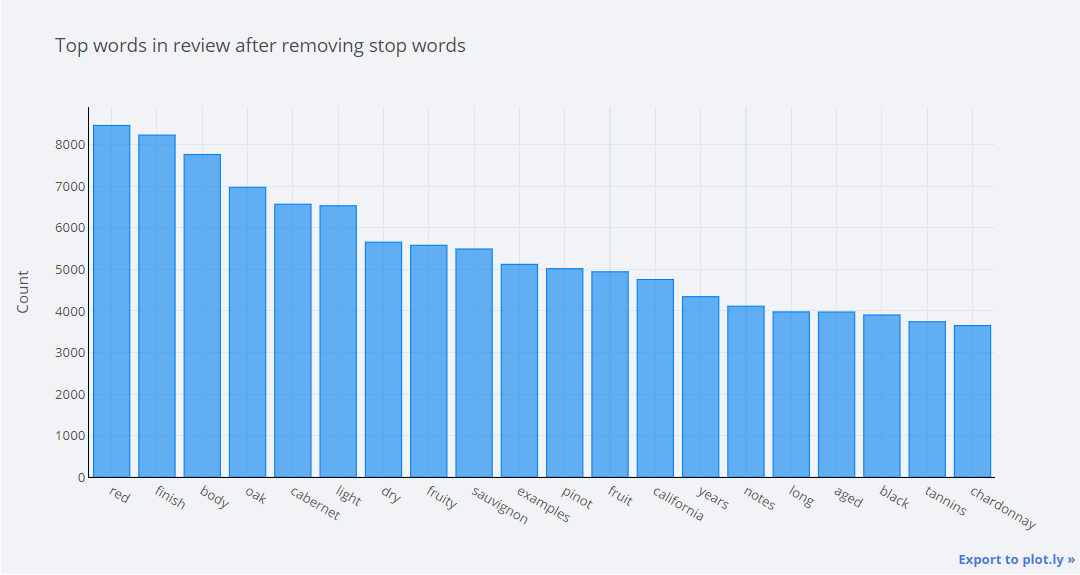 Top words in review after removing stop words
Count
8000
7000
6000
5000
4000
3000
2000
1000
0
red
finish
body
oak
cabernet
light
dry
fruity
sauvignon
examples
pinot
fruit
california
years
notes
long
aged
black
tannins
chardonnay
Export to plot.ly »